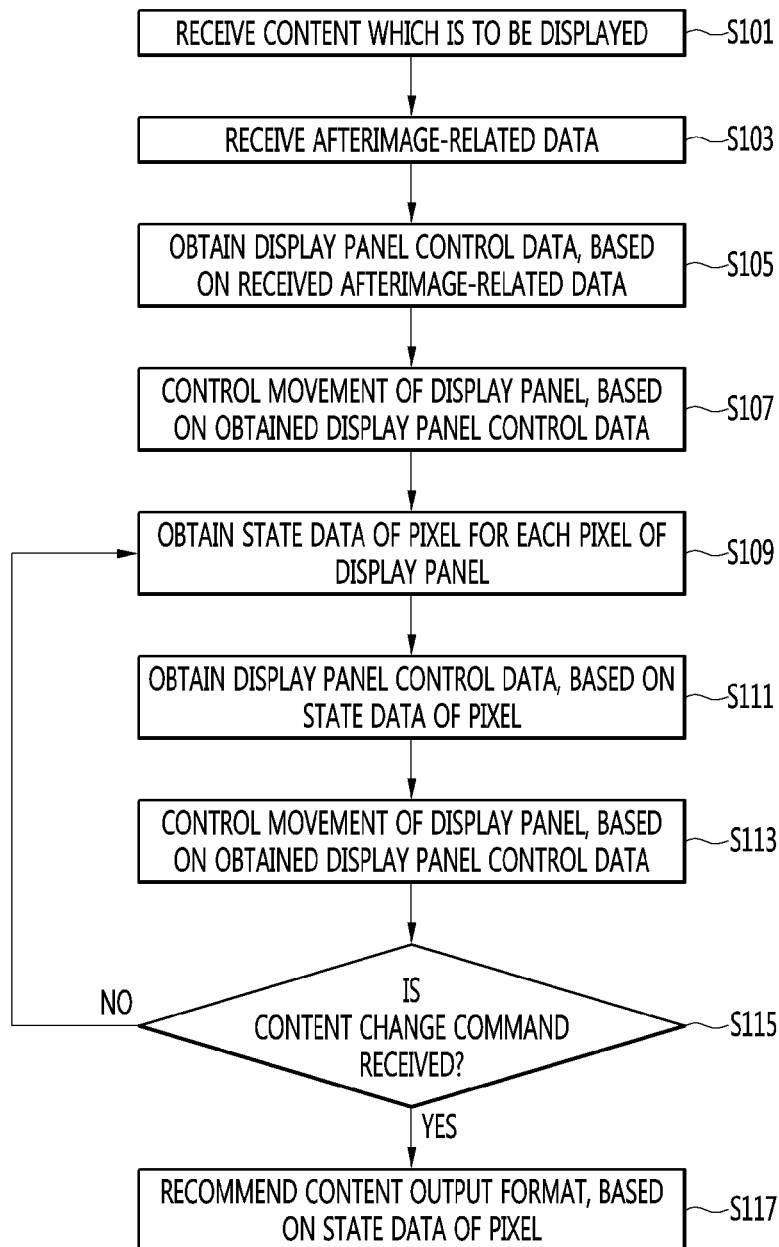 RECEIVE CONTENT WHICH IS TO BE DISPLAYED
S101
RECEIVE AFTERIMAGE-RELATED DATA
S103
OBTAIN DISPLAY PANEL CONTROL DATA, BASED
ON RECEIVED AFTERIMAGE-RELATED DATA
S105
CONTROL MOVEMENT OF DISPLAY PANEL, BASED
ON OBTAINED DISPLAY PANEL CONTROL DATA
S107
OBTAIN STATE DATA OF PIXEL FOR EACH PIXEL OF
DISPLAY PANEL
S109
OBTAIN DISPLAY PANEL CONTROL DATA, BASED ON
STATE DATA OF PIXEL
S111
CONTROL MOVEMENT OF DISPLAY PANEL, BASED
ON OBTAINED DISPLAY PANEL CONTROL DATA
S113
NO
IS
CONTENT CHANGE COMMAND
RECEIVED?
S115
YES
RECOMMEND CONTENT OUTPUT FORMAT, BASED
ON STATE DATA OF PIXEL
S117